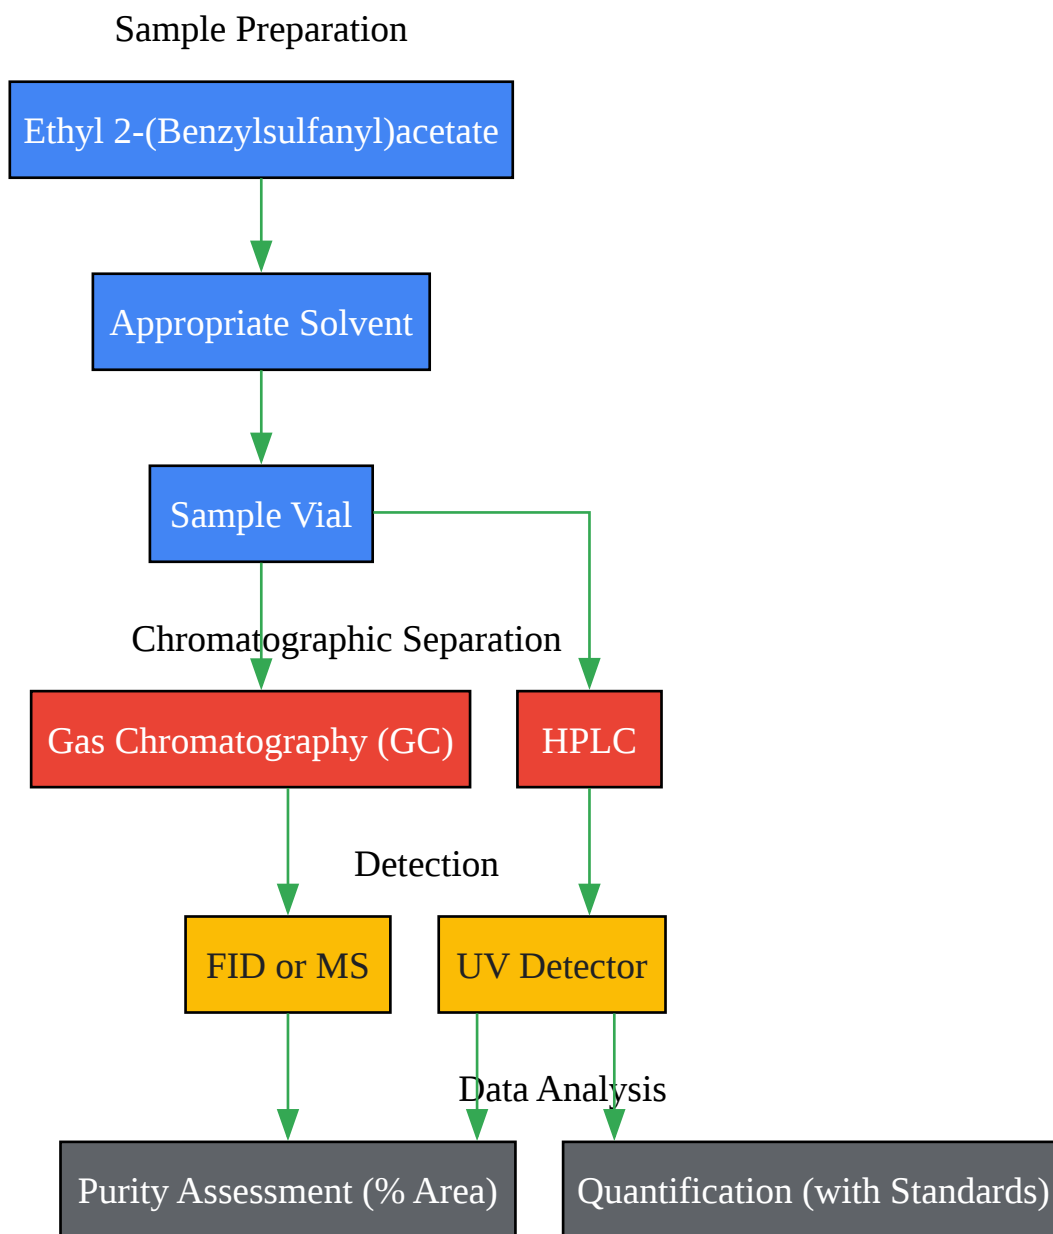 Sample Preparation
Ethyl 2-(Benzylsulfanyl)acetate
Appropriate Solvent
Sample Vial
Chromatographic Separation
Gas Chromatography (GC)
HPLC
Detection
FID or MS
UV Detector
Data Analysis
Purity Assessment (% Area)
Quantification (with Standards)